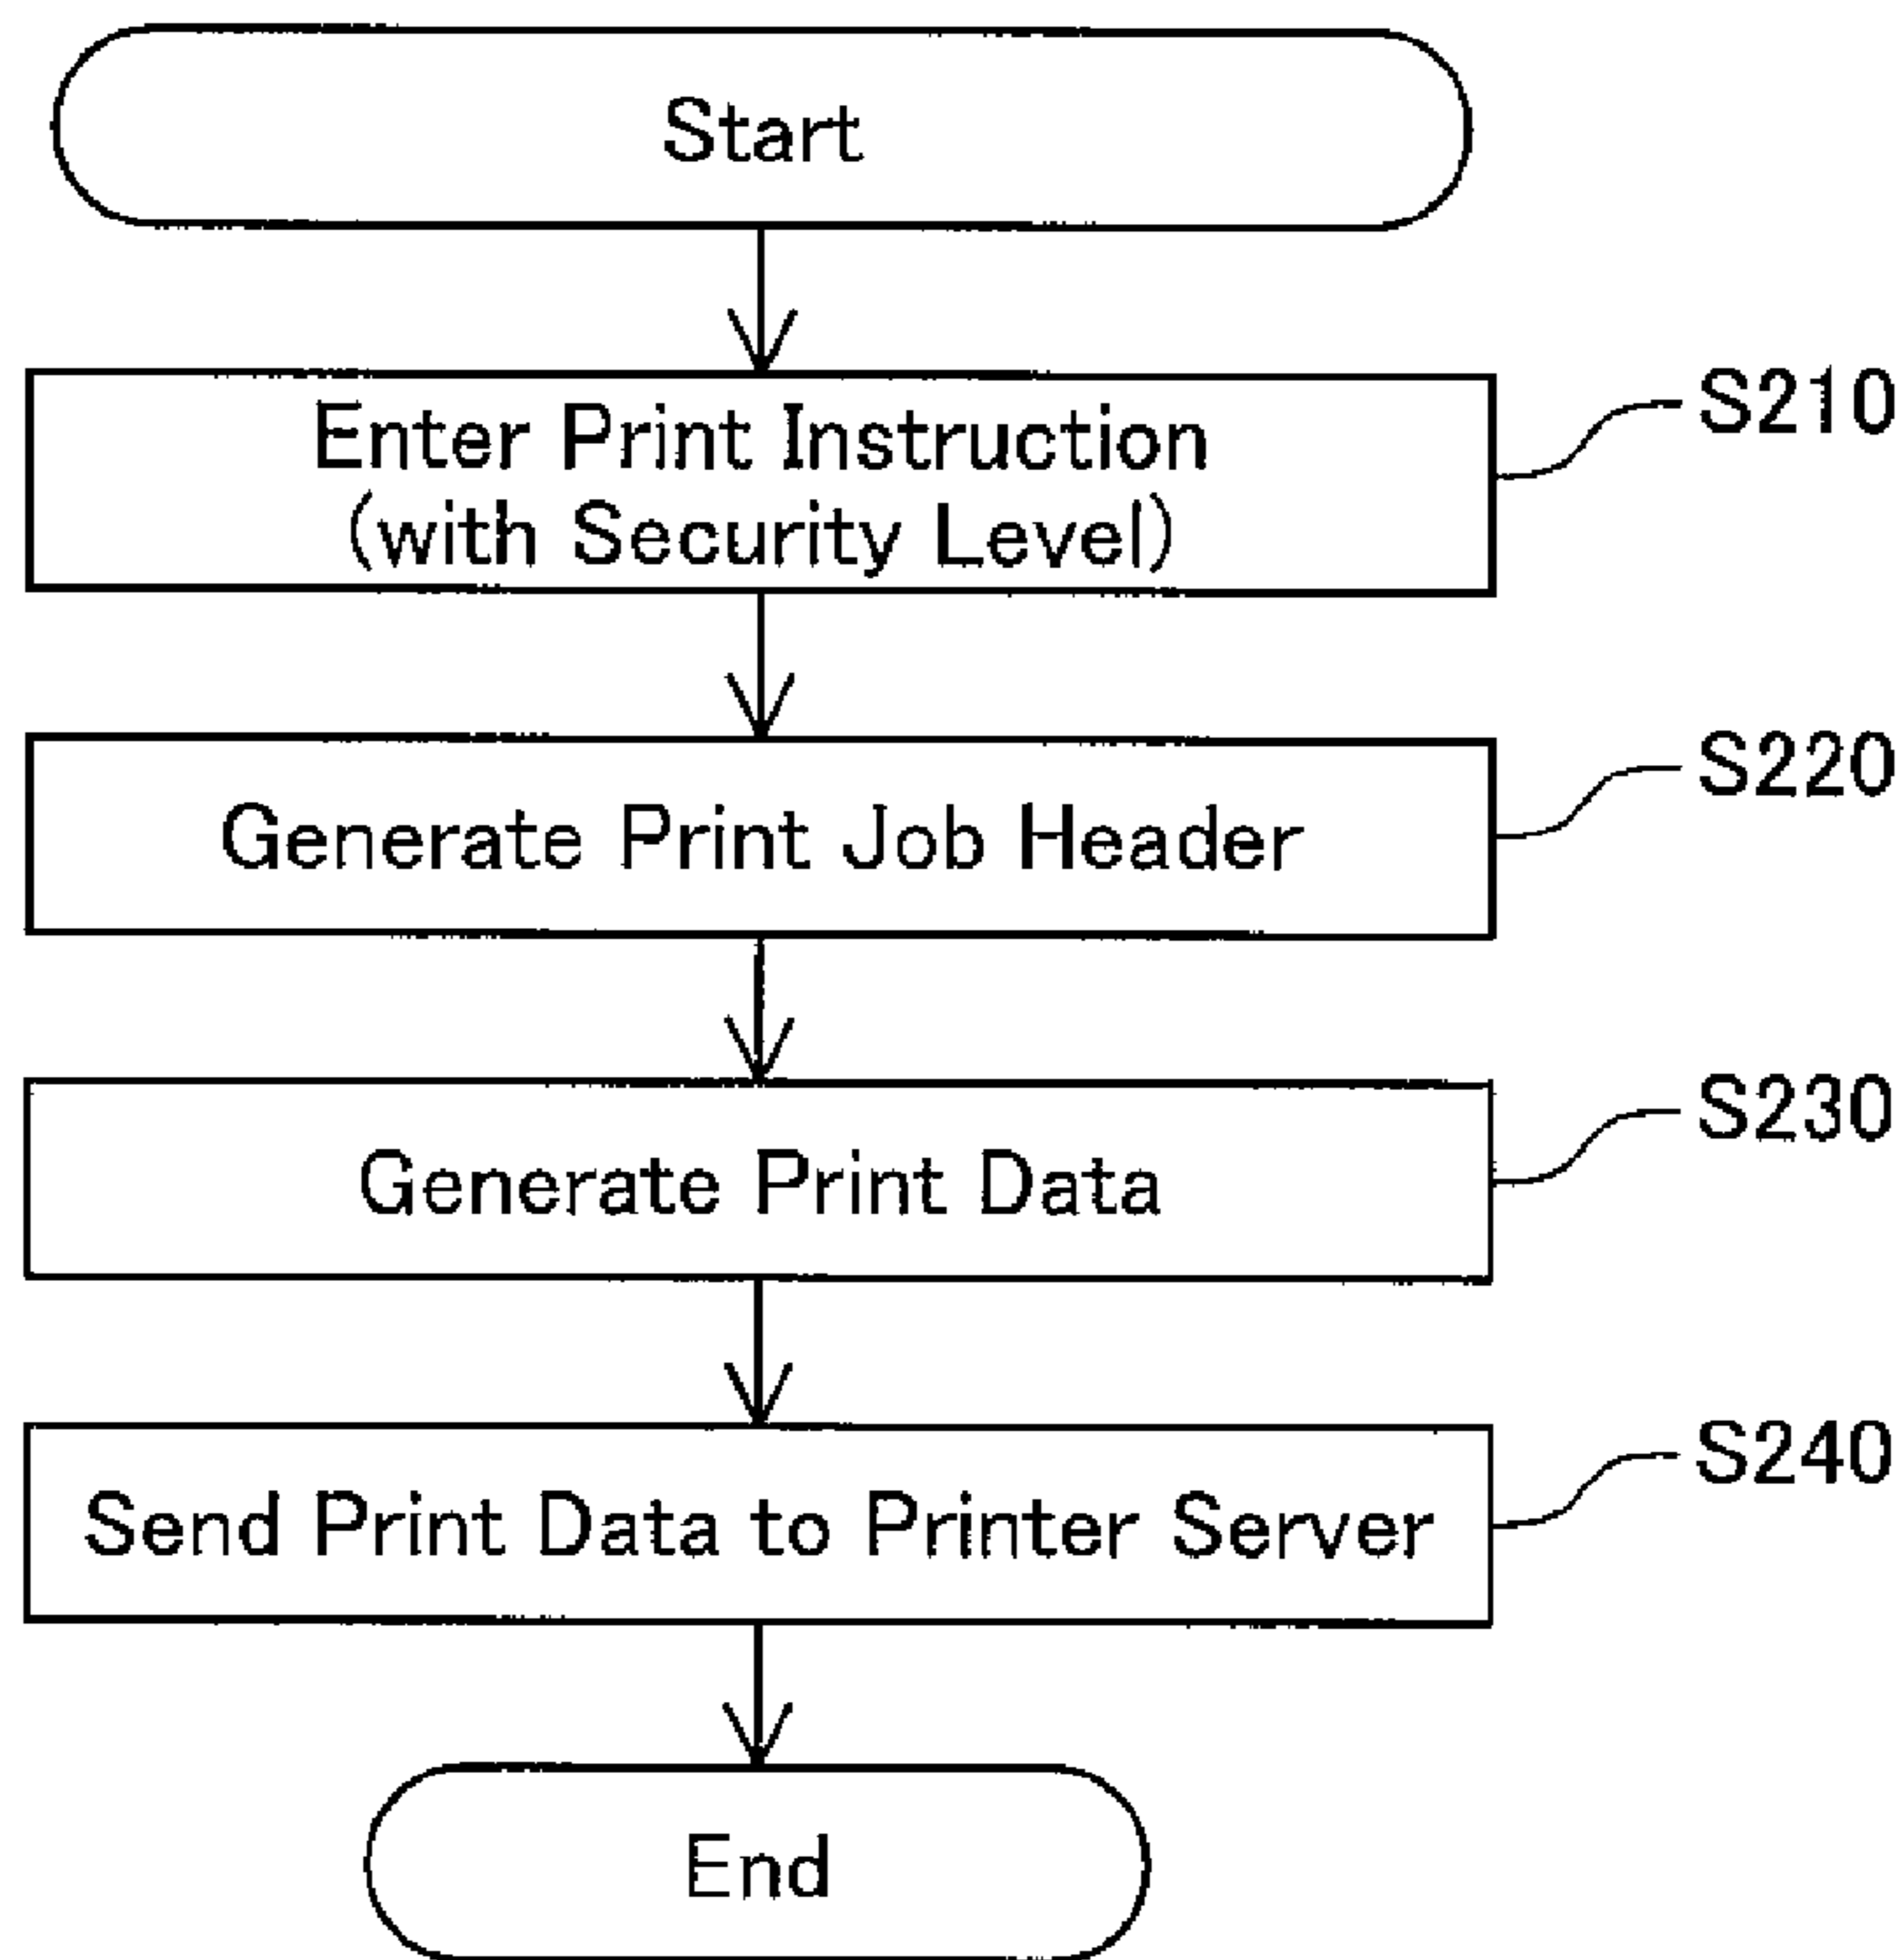 Start
Enter Print Instruction
(with Security Level)
S210
Generate Print Job Header
S220
Generate Print Data
S230
Send Print Data to Printer Server
S240
End